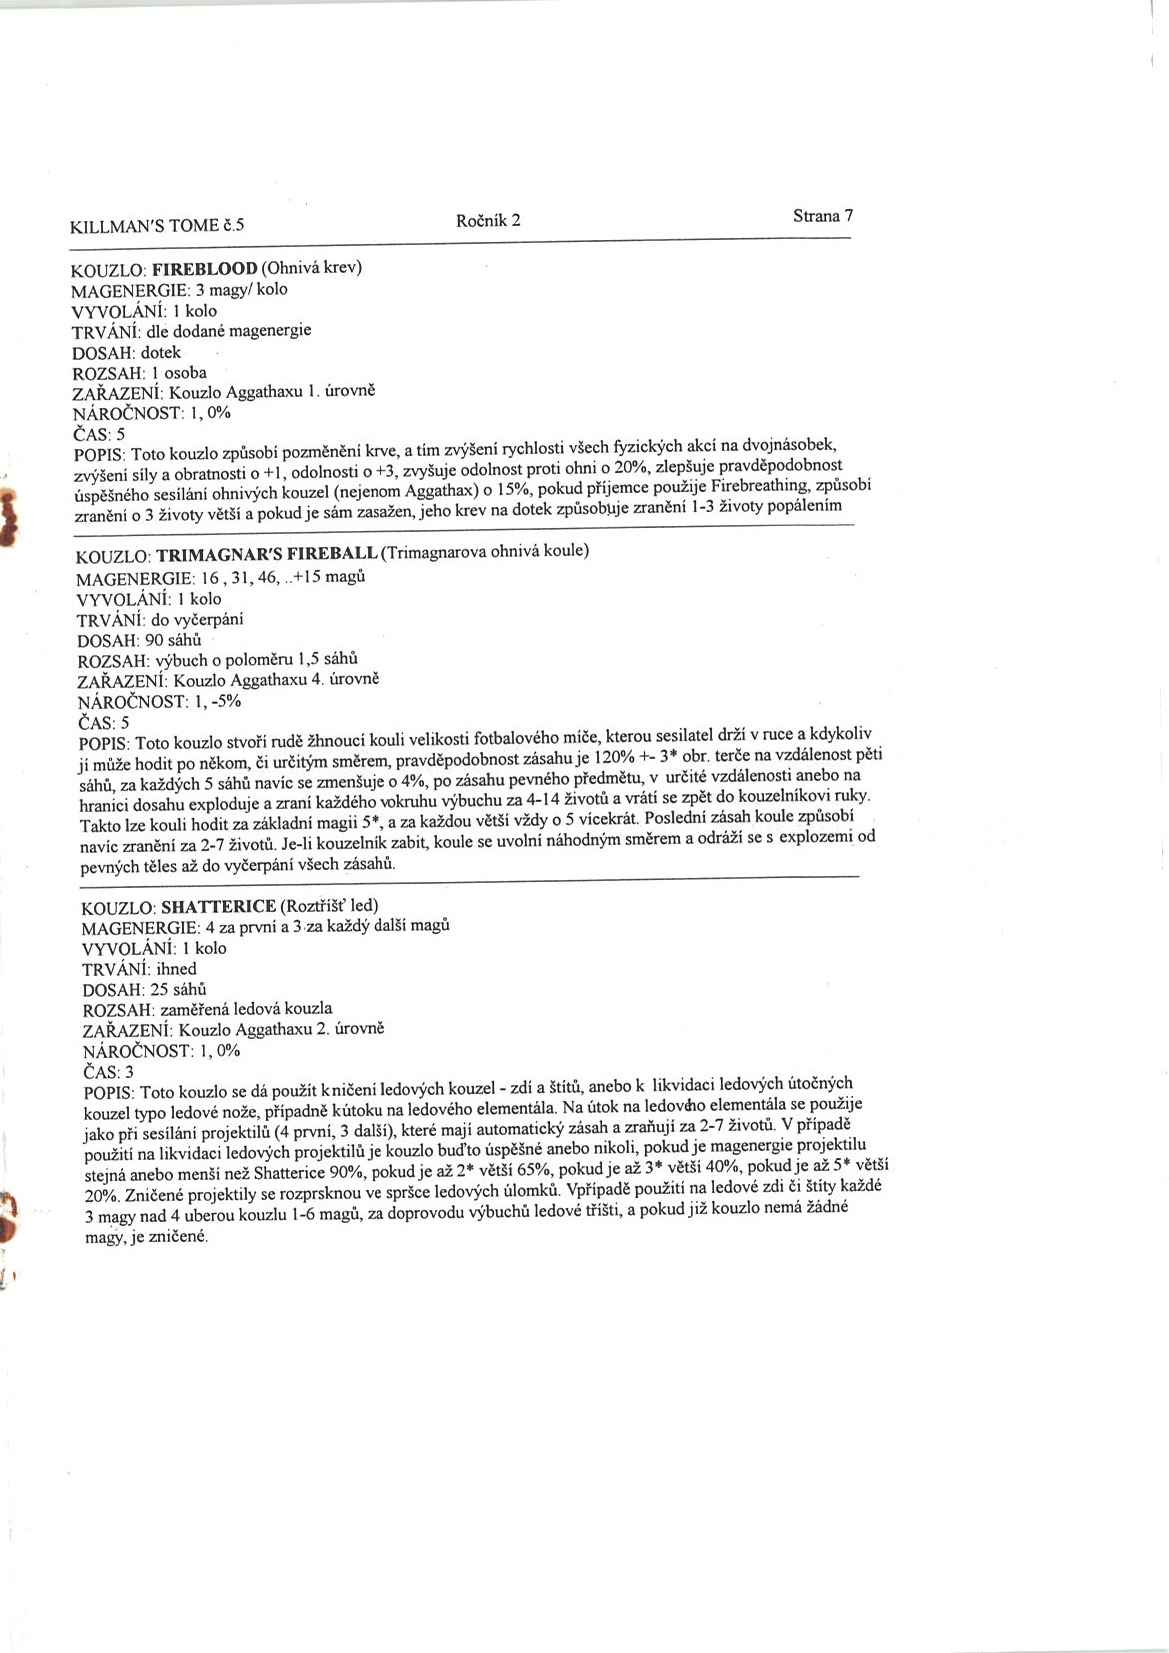 KILLMAN'S TOME č.5 Ročník 2 Strana 7
KOUZLO: FIREBLOOD (Ohnivá krev)
MAGENERGIE: 3 magy/ kolo
VYVOLÁNÍ: 1 kolo
TRVÁNÍ: dle dodané magenergie
DOSAH: dotek
ROZSAH: 1 osoba
ZAŘAZENÍ: Kouzlo Aggathaxu 1. úrovně
NÁROČNOST: 1, 0%
ČAS: 5
POPIS: Toto kouzlo způsobí pozměnění krve, a tím zvýšení rychlosti všech fyzických akcí na dvojnásobek,
zvýšení síly a obratnosti o +1, odolnosti o +3, zvyšuje odolnost proti ohni o 20%, zlepšuje pravděpodobnost
úspěšného sesílání ohnivých kouzel (nejenom Aggathax) o 15%, pokud příjemce použije Firebreathing, způsobí
zranění o 3 životy větší a pokud je sám zasažen, jeho krev na dotek způsobuje zranění 1-3 životy popálením
KOUZLO: TRIMAGNAR'S FIREBALL (Trimagnarova ohnivá koule)
MAGENERGIE: 16 , 31, 46, ..+15 magů
VYVOLÁNÍ: 1 kolo
TRVÁNÍ: do vyčerpání
DOSAH: 90 sáhů
ROZSAH: výbuch o poloměru 1,5 sáhů
ZAŘAZENÍ: Kouzlo Aggathaxu 4. úrovně
NÁROČNOST: 1, -5%
ČAS: 5
POPIS: Toto kouzlo stvoří rudě žhnoucí kouli velikosti fotbalového míče, kterou sesilatel drží v ruce a kdykoliv
jí může hodit po někom, či určitým směrem, pravděpodobnost zásahu je 120% +- 3* obr. terče na vzdálenost pěti
sáhů, za každých 5 sáhů navíc se zmenšuje o 4%, po zásahu pevného předmětu, v určité vzdálenosti anebo na
hranici dosahu exploduje a zraní každého vokruhu výbuchu za 4-14 životů a vrátí se zpět do kouzelníkovi ruky.
Takto lze kouli hodit za základní magii 5*, a za každou větší vždy o 5 vícekrát. Poslední zásah koule způsobí
navíc zranění za 2-7 životů. Je-li kouzelník zabit, koule se uvolní náhodným směrem a odráží se s explozemi od
pevných těles až do vyčerpání všech zásahů.
KOUZLO: SHATTERICE (Roztříšť led)
MAGENERGIE: 4 za první a 3 za každý další magů
VYVOLÁNÍ: 1 kolo
TRVÁNÍ: ihned
DOSAH: 25 sáhů
ROZSAH: zaměřená ledová kouzla
ZAŘAZENÍ: Kouzlo Aggathaxu 2. úrovně
NÁROČNOST: 1, 0%
ČAS: 3
POPIS: Toto kouzlo se dá použít kničení ledových kouzel - zdí a štítů, anebo k likvidaci ledových útočných
kouzel typo ledové nože, případně kútoku na ledového elementála. Na útok na ledového elementála se použije
jako při sesílání projektilů (4 první, 3 další), které mají automatický zásah a zraňují za 2-7 životů. V případě
použití na likvidaci ledových projektilů je kouzlo buďto úspěšné anebo nikoli, pokud je magenergie projektilu
stejná anebo menší než Shatterice 90%, pokud je až 2* větší 65%, pokud je až 3* větší 40%, pokud je až 5* větší
20%. Zničené projektily se rozprsknou ve spršce ledových úlomků. Vpřípadě použití na ledové zdi či štíty každé
3 magy nad 4 uberou kouzlu 1-6 magů, za doprovodu výbuchů ledové tříšti, a pokud již kouzlo nemá žádné
magy, je zničené.